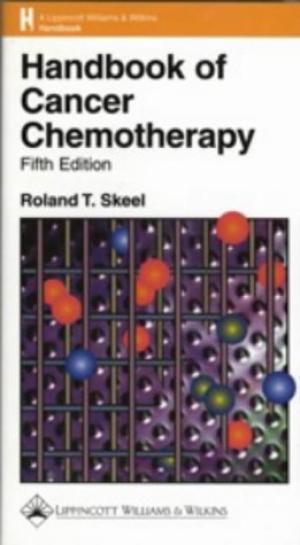 H A Lippincott Williams & Wilkins
Handbook
Handbook of
Cancer
Chemotherapy
Fifth Edition
Roland T. Skeel
LIPPINCOTT WILLIAMS & WILKINS